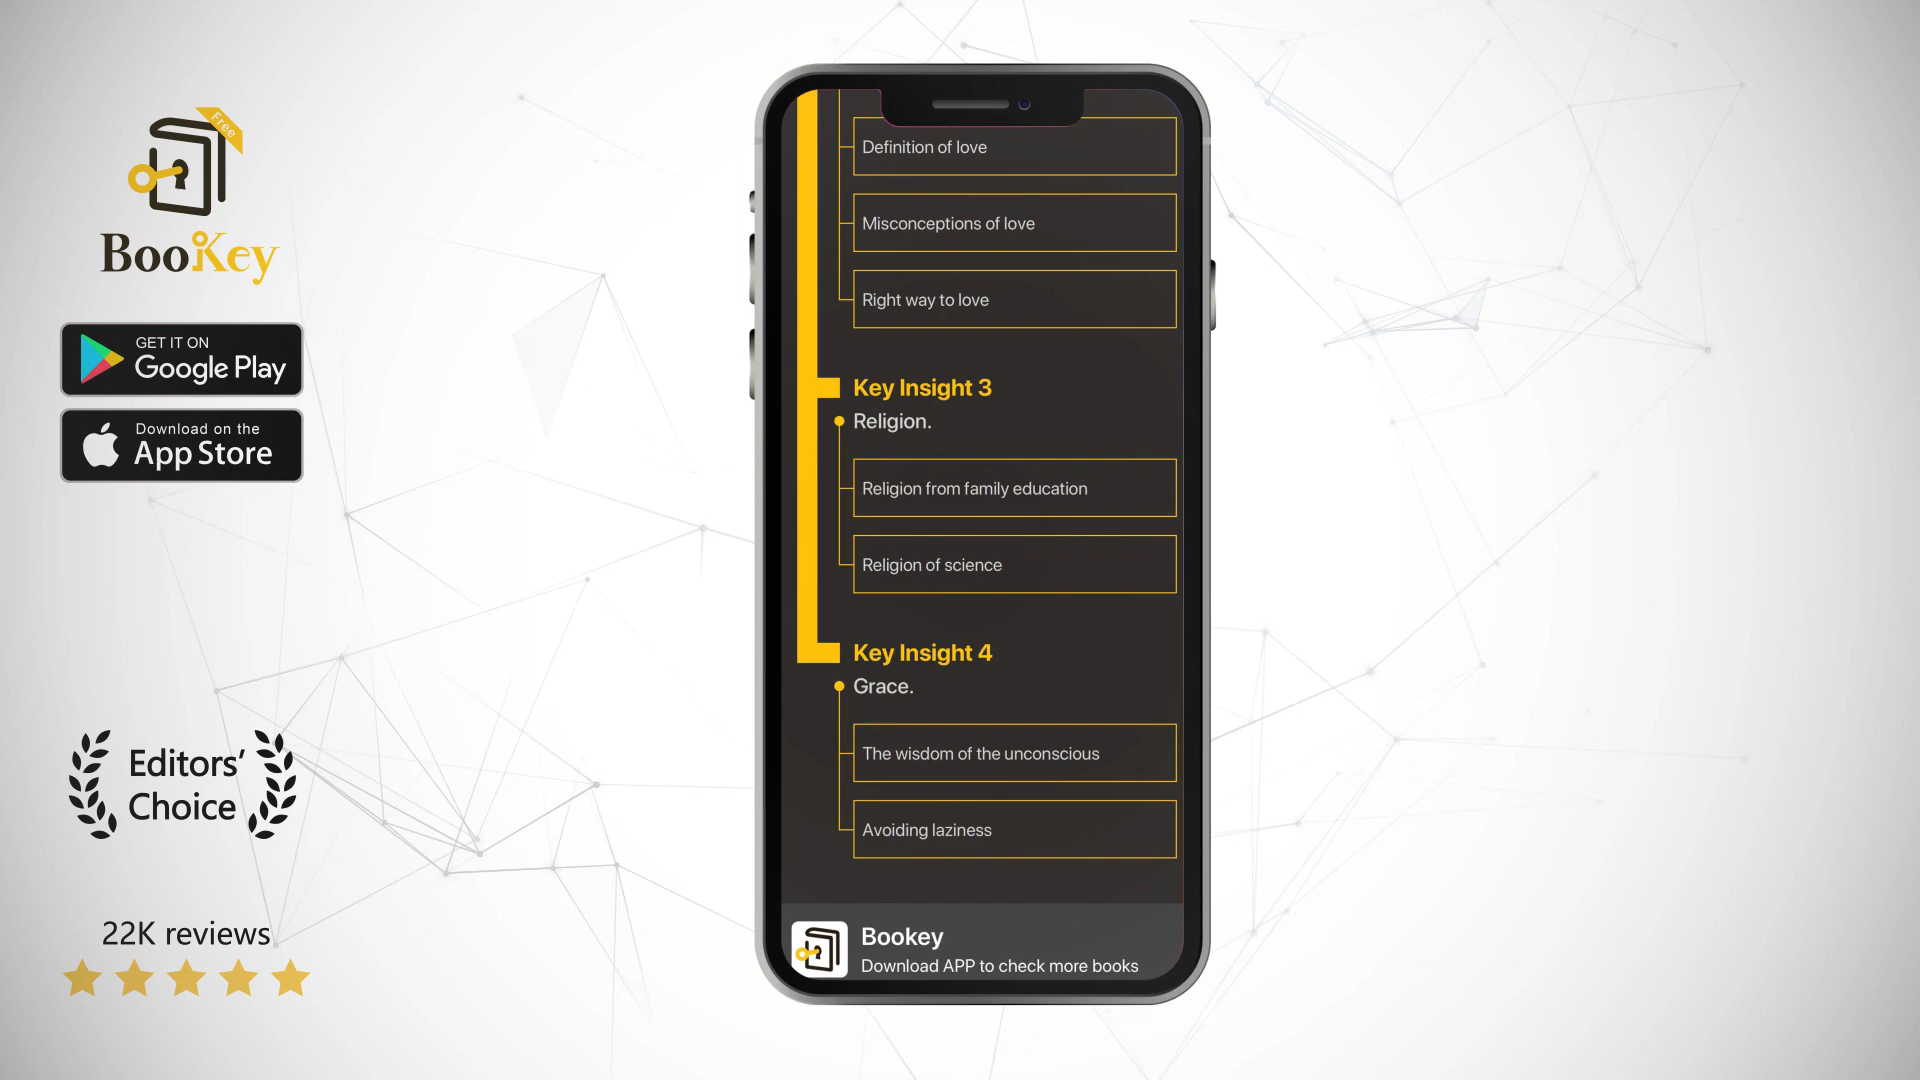 Free
BooKey
GET IT ON
Google Play
Download on the
App Store
Editors'
Choice
22K reviews
Definition of love
Misconceptions of love
Right way to love
Key Insight 3
Religion.
Religion from family education
Religion of science
Key Insight 4
Grace.
The wisdom of the unconscious
Avoiding laziness
Bookey
Download APP to check more books